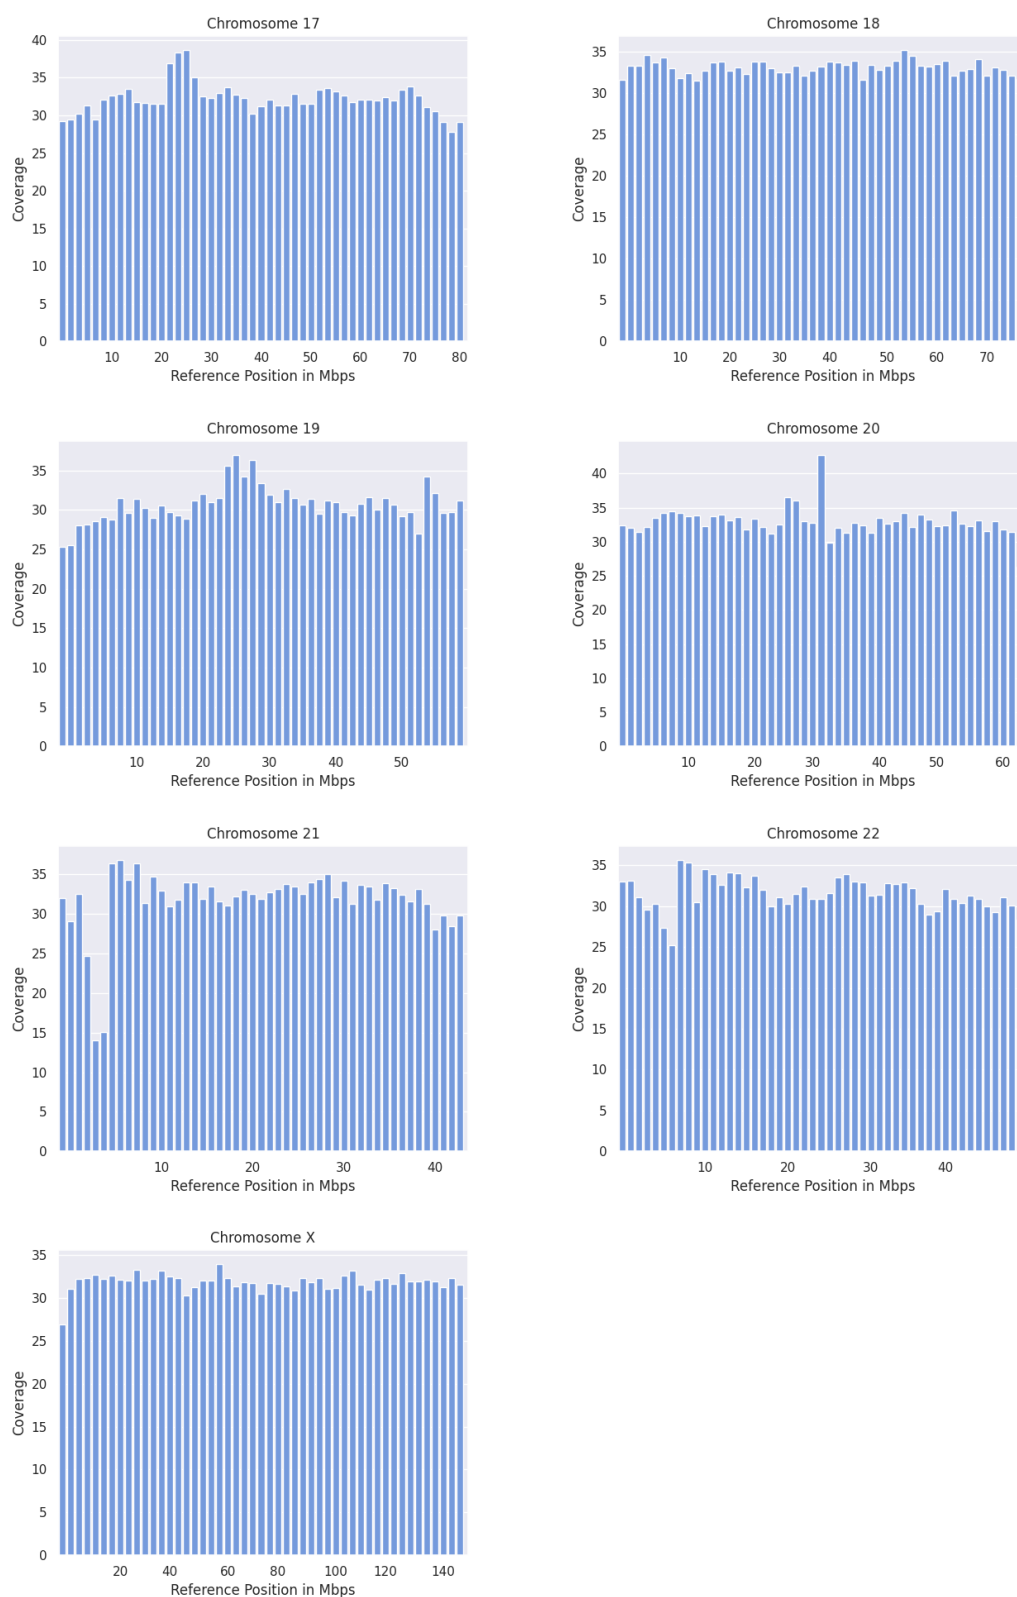 Chromosome 17
40
35
30
25
20
15
10
5
0
Coverage
10 20 30 40 50 60 70 80
Reference Position in Mbps
Chromosome 18
35
30
25
20
15
10
5
0
Coverage
10 20 30 40 50 60 70
Reference Position in Mbps
Chromosome 19
35
30
25
20
15
10
5
0
Coverage
10 20 30 40 50
Reference Position in Mbps
Chromosome 20
40
35
30
25
20
15
10
5
0
Coverage
10 20 30 40 50 60
Reference Position in Mbps
Chromosome 21
35
30
25
20
15
10
5
0
Coverage
10 20 30 40
Reference Position in Mbps
Chromosome 22
35
30
25
20
15
10
5
0
Coverage
10 20 30 40
Reference Position in Mbps
Chromosome X
35
30
25
20
15
10
5
0
Coverage
20 40 60 80 100 120 140
Reference Position in Mbps